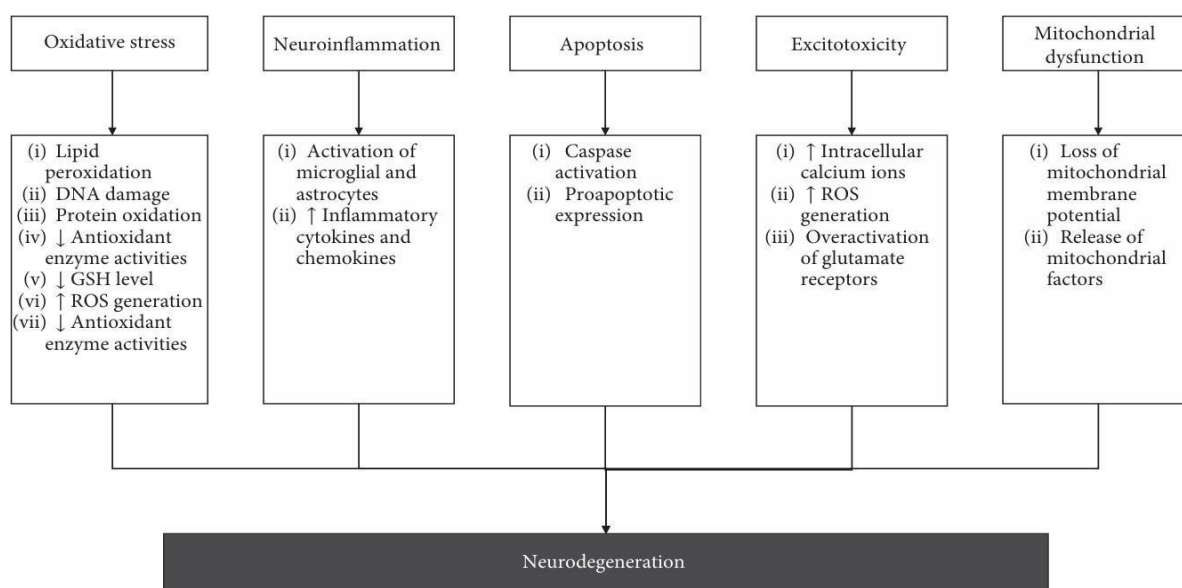 Oxidative stress
Neuroinflammation
Apoptosis
Excitotoxicity
Mitochondrial
dysfunction
(i) Lipid
peroxidation
(ii) DNA damage
(iii) Protein oxidation
(iv) ↓ Antioxidant
enzyme activities
(v) ↓ GSH level
(vi) ↑ ROS generation
(vii) ↓ Antioxidant
enzyme activities
(i) Activation of
microglial and
astrocytes
(ii) ↑ Inflammatory
cytokines and
chemokines
(i) Caspase
activation
(ii) Proapoptotic
expression
(i) ↑ Intracellular
calcium ions
(ii) ↑ ROS
generation
(iii) Overactivation
of glutamate
receptors
(i) Loss of
mitochondrial
membrane
potential
(ii) Release of
mitochondrial
factors
Neurodegeneration